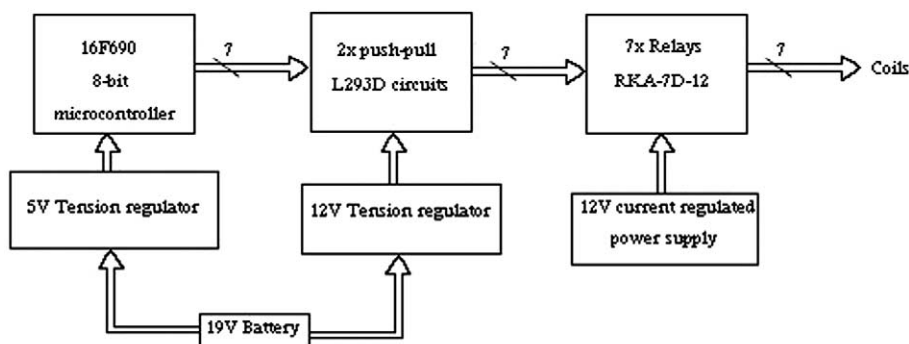 16F690
8-bit
microcontroller
7
2x push-pull
L293D circuits
7
7x Relays
RKA-7D-12
7
Coils
5V Tension regulator
12V Tension regulator
12V current regulated
power supply
19V Battery